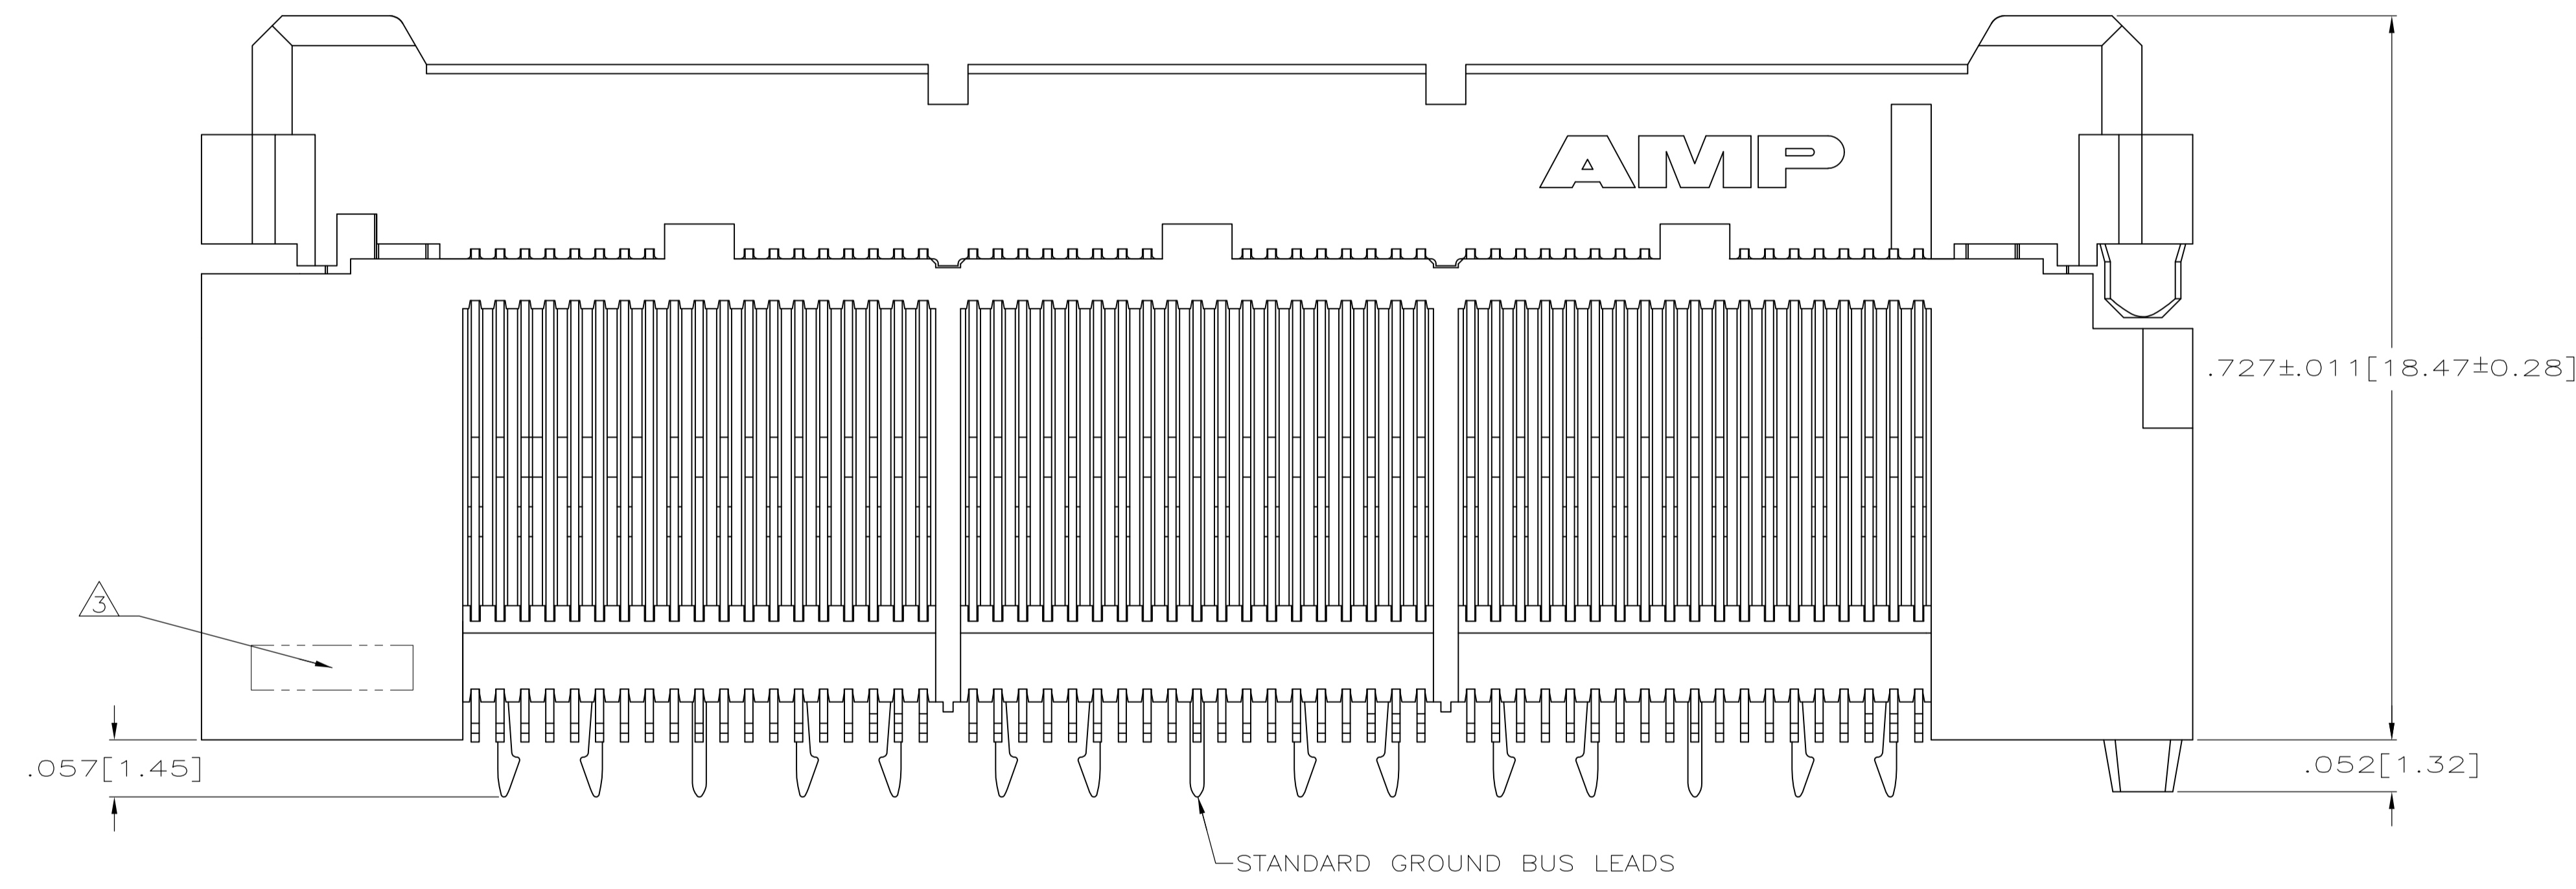 AMP
.727±.011[18.47±0.28]
3
.057[1.45]
.052[1.32]
STANDARD GROUND BUS LEADS